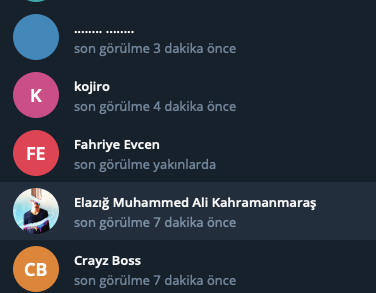 ........ ........
son görülme 3 dakika önce
K
kojiro
son görülme 4 dakika önce
FE
Fahriye Evcen
son görülme yakınlarda
Elazığ Muhammed Ali Kahramanmaraş
son görülme 7 dakika önce
CB
Crayz Boss
son görülme 7 dakika önce